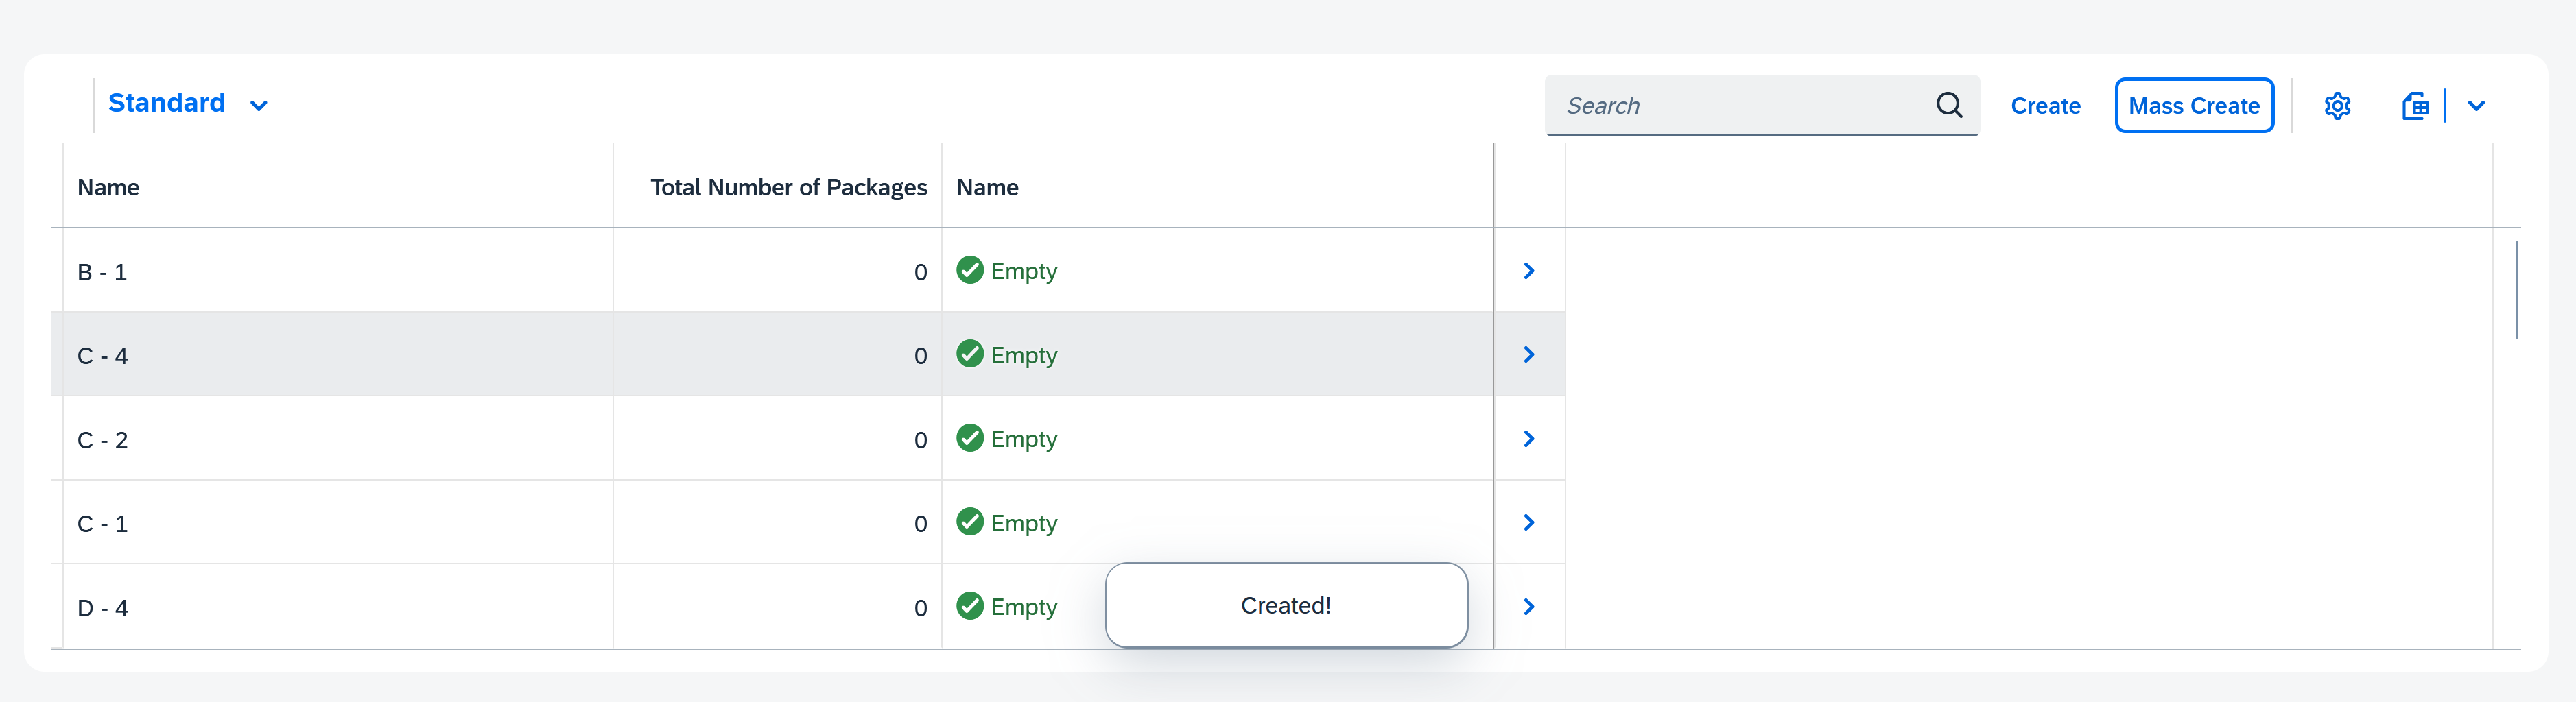 Standard
Search
Create
Mass Create
Name Total Number of Packages Name
B - 1 0 Empty
C - 4 0 Empty
C - 2 0 Empty
C - 1 0 Empty
D - 4 0 Empty
Created!